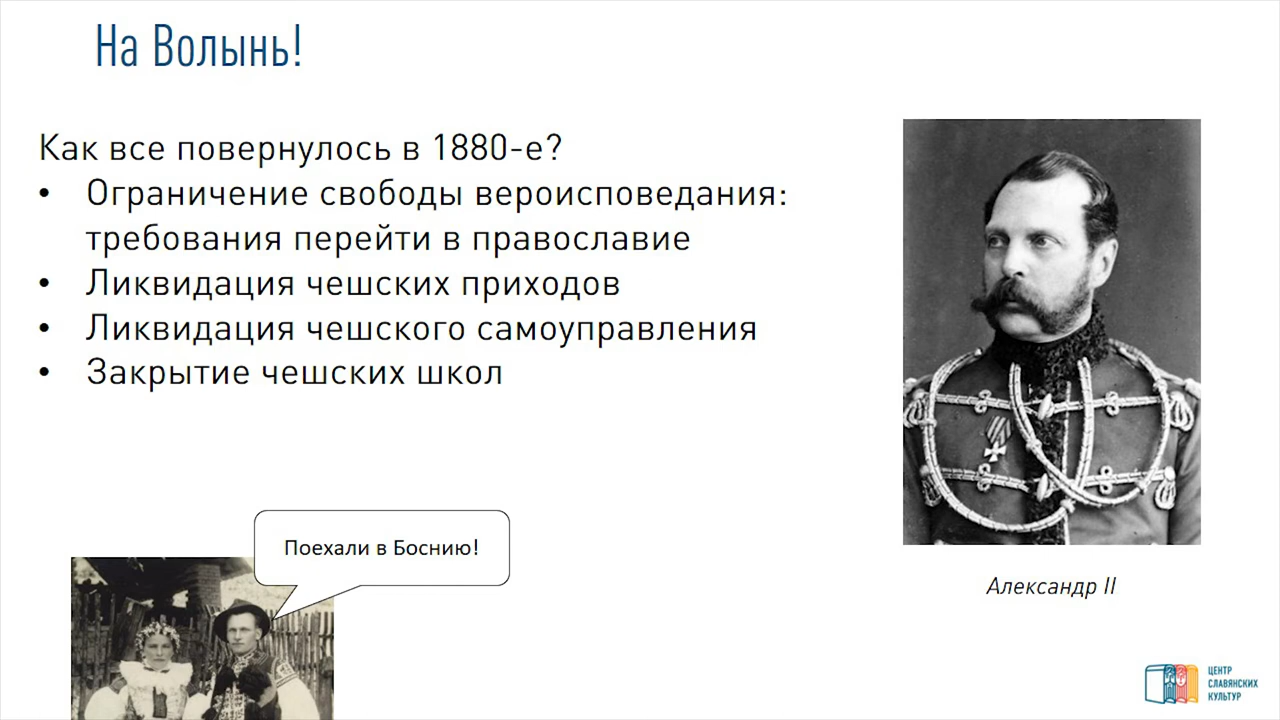 На Волынь!
Как все повернулось в 1880-е?
• Ограничение свободы вероисповедания:
требования перейти в православие
• Ликвидация чешских приходов
• Ликвидация чешского самоуправления
• Закрытие чешских школ
Поехали в Боснию!
Александр II
ЦЕНТР
СЛАВЯНСКИХ
КУЛЬТУР